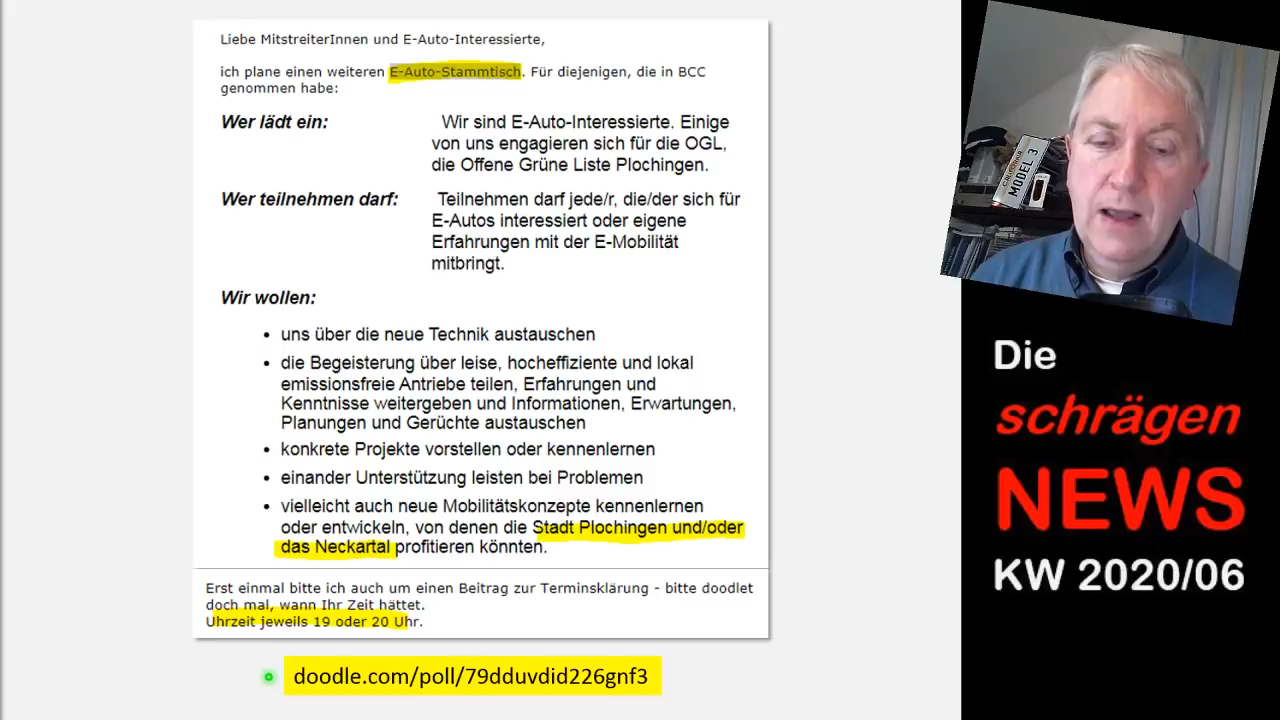 Liebe MitstreiterInnen und E-Auto-Interessierte,
ich plane einen weiteren E-Auto-Stammtisch. Für diejenigen, die in BCC
genommen habe:
Wer lädt ein: Wir sind E-Auto-Interessierte. Einige
von uns engagieren sich für die OGL,
die Offene Grüne Liste Plochingen.
Wer teilnehmen darf: Teilnehmen darf jede/r, die/der sich für
E-Autos interessiert oder eigene
Erfahrungen mit der E-Mobilität
mitbringt.
Wir wollen:
• uns über die neue Technik austauschen
• die Begeisterung über leise, hocheffiziente und lokal
emissionsfreie Antriebe teilen, Erfahrungen und
Kenntnisse weitergeben und Informationen, Erwartungen,
Planungen und Gerüchte austauschen
• konkrete Projekte vorstellen oder kennenlernen
• einander Unterstützung leisten bei Problemen
• vielleicht auch neue Mobilitätskonzepte kennenlernen
oder entwickeln, von denen die Stadt Plochingen und/oder
das Neckartal profitieren könnten.
Erst einmal bitte ich auch um einen Beitrag zur Terminsklärung - bitte doodlet
doch mal, wann Ihr Zeit hättet.
Uhrzeit jeweils 19 oder 20 Uhr.
doodle.com/poll/79dduvdid226gnf3
CALIFORNIA
MODEL 3
Die
schrägen
NEWS
KW 2020/06